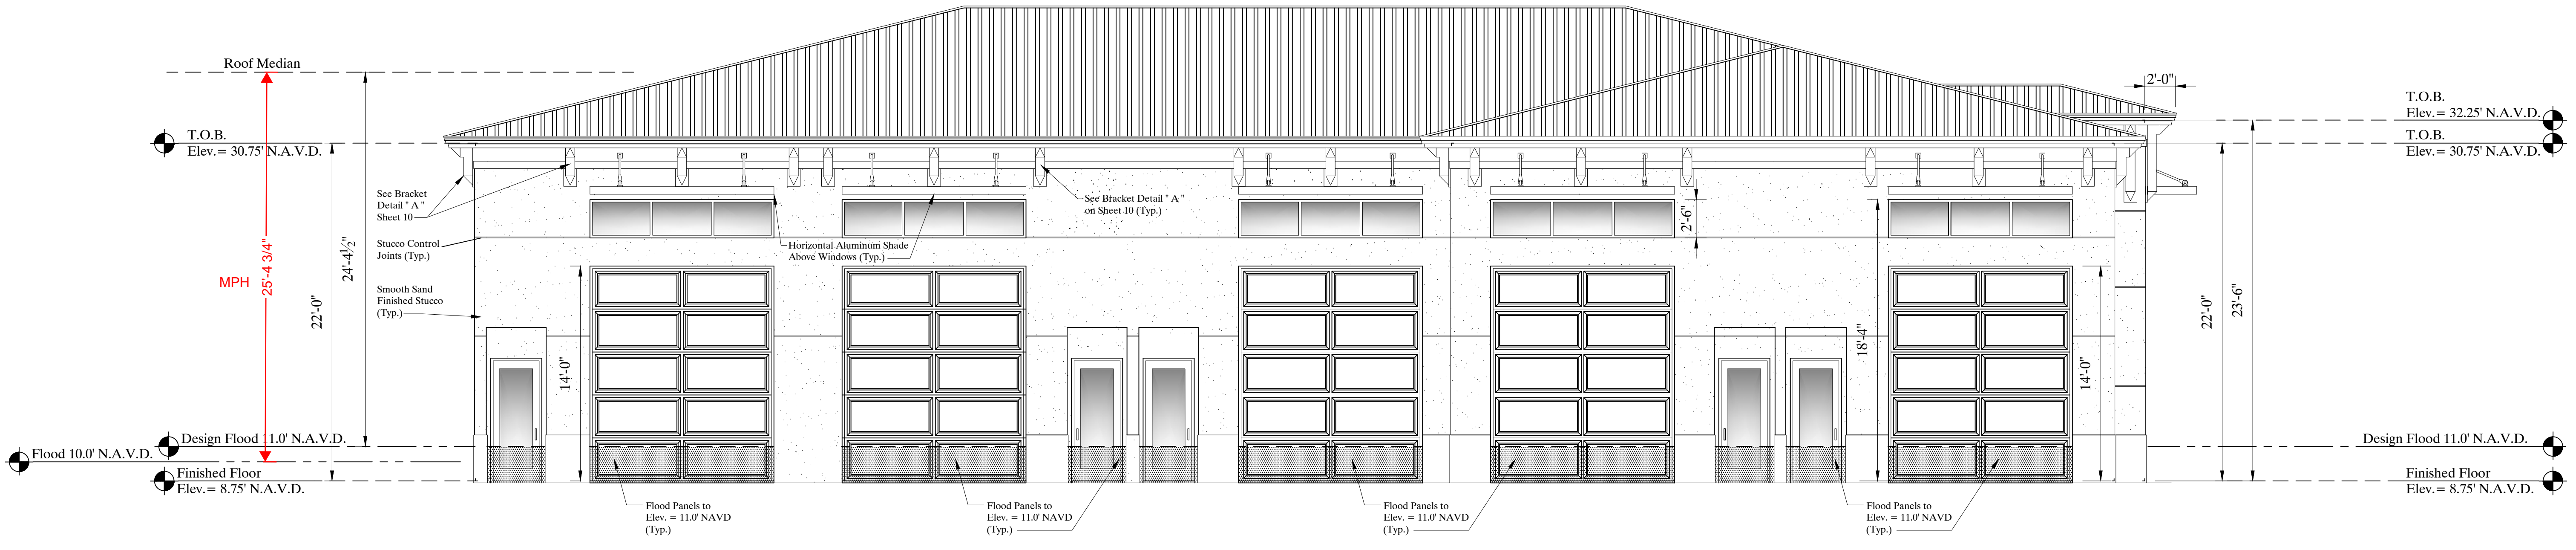 Roof Median
2'-0"
T.O.B.
Elev.= 32.25' N.A.V.D.
T.O.B.
Elev.= 30.75' N.A.V.D.
T.O.B.
Elev.= 30.75' N.A.V.D.
See Bracket
Detail " A "
Sheet 10
See Bracket Detail " A "
on Sheet 10 (Typ.)
2'-6"
Stucco Control
Joints (Typ.)
Horizontal Aluminum Shade
Above Windows (Typ.)
MPH
25'-4 3/4"
24'-4½"
22'-0"
Smooth Sand
Finished Stucco
(Typ.)
14'-0"
18'-4"
14'-0"
22'-0"
23'-6"
Design Flood 11.0' N.A.V.D.
Flood 10.0' N.A.V.D.
Finished Floor
Elev.= 8.75' N.A.V.D.
Design Flood 11.0' N.A.V.D.
Finished Floor
Elev.= 8.75' N.A.V.D.
Flood Panels to
Elev. = 11.0' NAVD
(Typ.)
Flood Panels to
Elev. = 11.0' NAVD
(Typ.)
Flood Panels to
Elev. = 11.0' NAVD
(Typ.)
Flood Panels to
Elev. = 11.0' NAVD
(Typ.)